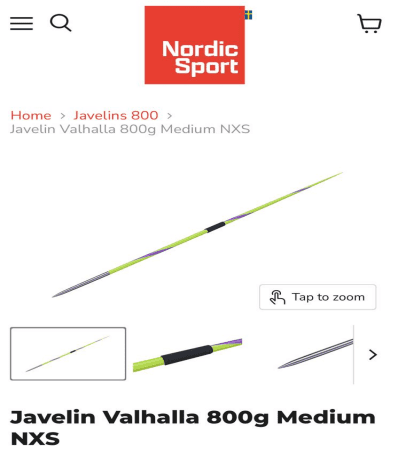 Nordic
Sport
Home > Javelins 800 >
Javelin Valhalla 800g Medium NXS
Tap to zoom
Javelin Valhalla 800g Medium
NXS